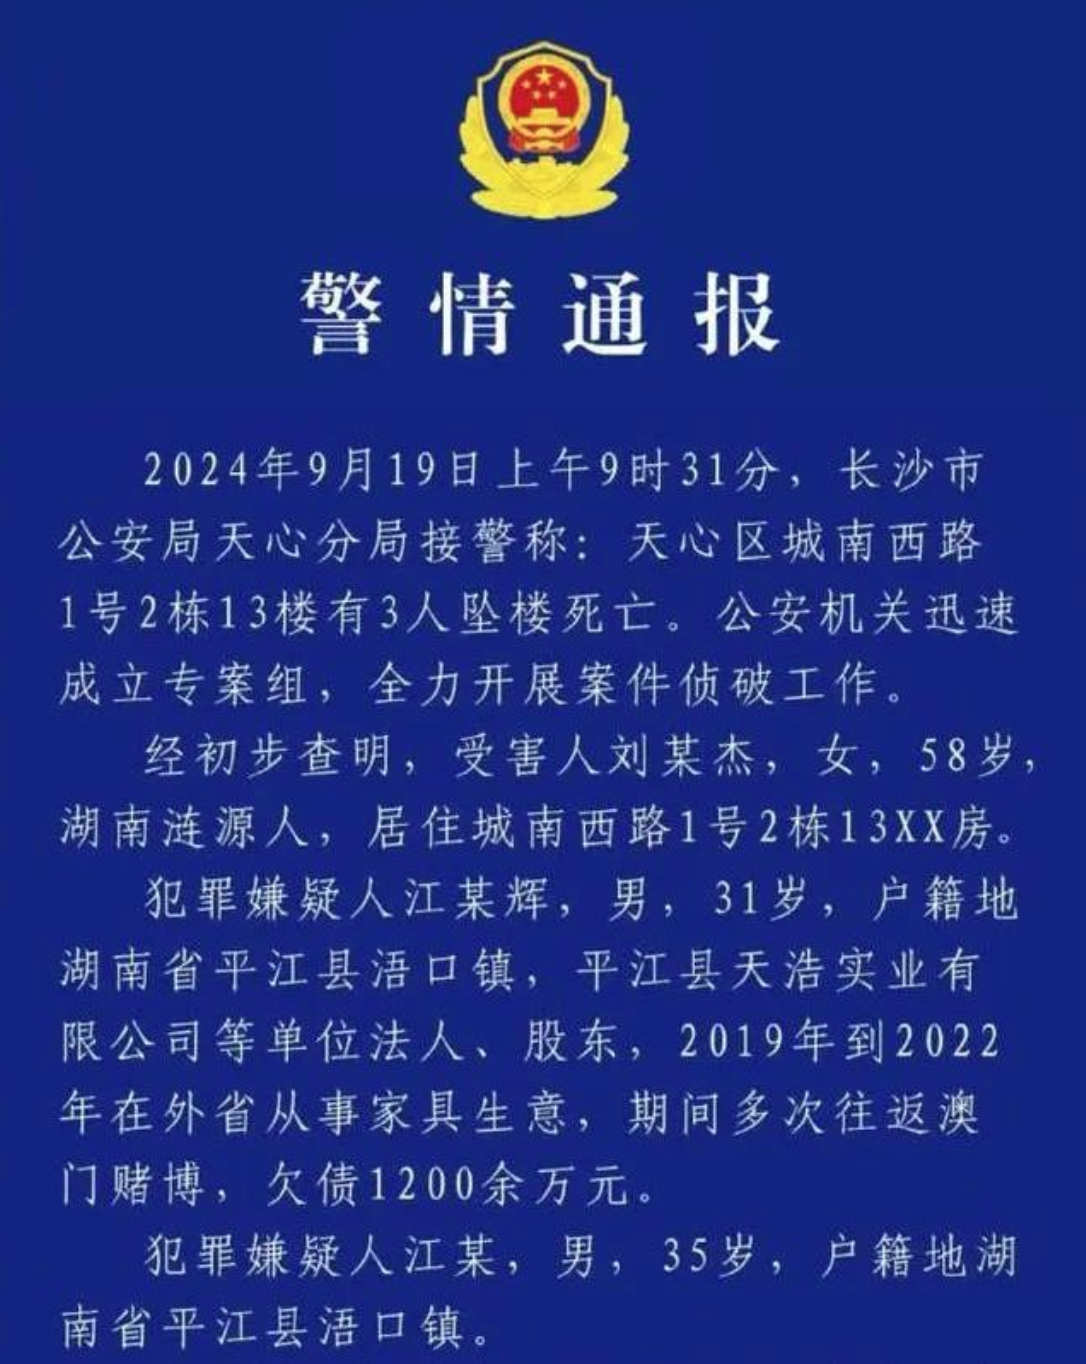 警情通报
2024年9月19日上午9时31分，长沙市
公安局天心分局接警称：天心区城南西路
1号2栋13楼有3人坠楼死亡。公安机关迅速
成立专案组，全力开展案件侦破工作。
经初步查明，受害人刘某杰，女，58岁，
湖南涟源人，居住城南西路1号2栋13XX房。
犯罪嫌疑人江某辉，男，31岁，户籍地
湖南省平江县浯口镇，平江县天浩实业有
限公司等单位法人、股东，2019年到2022
年在外省从事家具生意，期间多次往返澳
门赌博，欠债1200余万元。
犯罪嫌疑人江某，男，35岁，户籍地湖
南省平江县浯口镇。